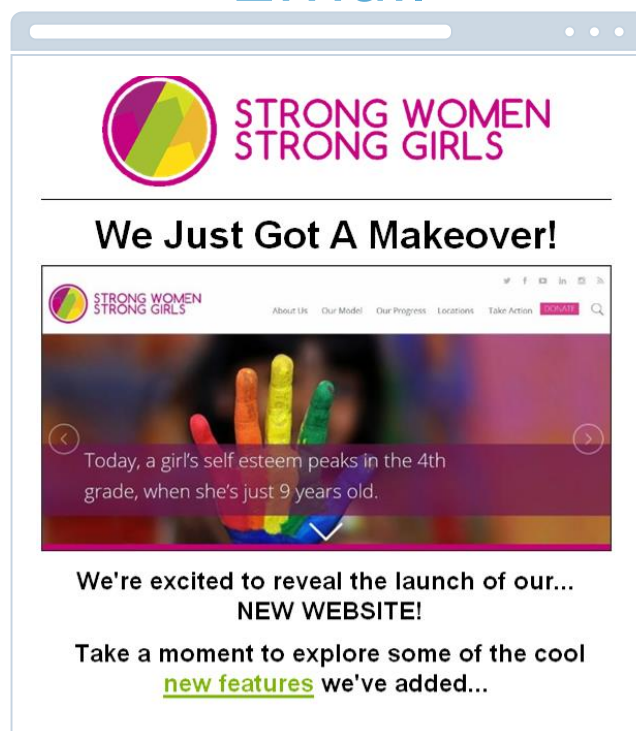 Email
STRONG WOMEN
STRONG GIRLS
We Just Got A Makeover!
STRONG WOMEN
STRONG GIRLS
About Us Our Model Our Progress Locations Take Action DONATE
Today, a girl's self esteem peaks in the 4th
grade, when she's just 9 years old.
We're excited to reveal the launch of our...
NEW WEBSITE!
Take a moment to explore some of the cool
new features we've added...